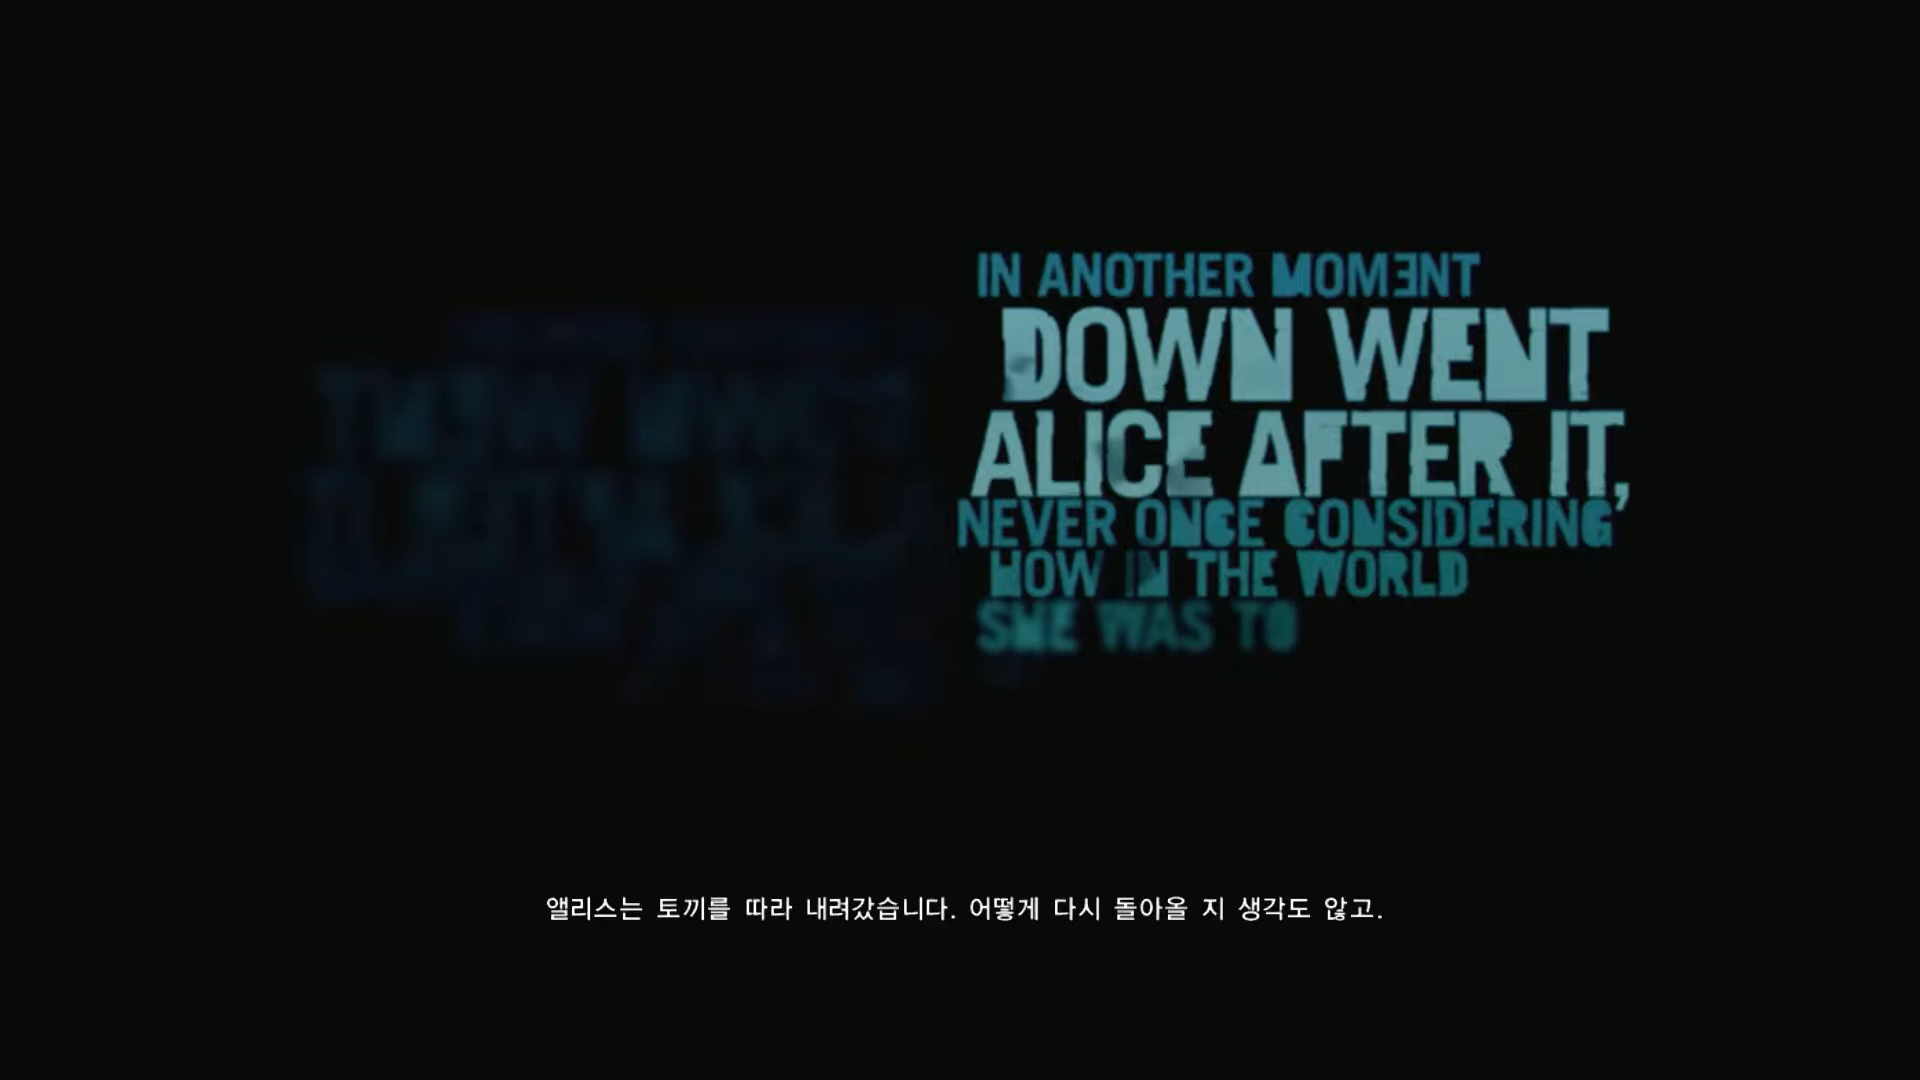 IN ANOTHER MOMENT
DOWN WENT
ALICE AFTER IT,
NEVER ONCE CONSIDERING
HOW IN THE WORLD
SHE WAS TO
앨리스는 토끼를 따라 내려갔습니다. 어떻게 다시 돌아올 지 생각도 않고.